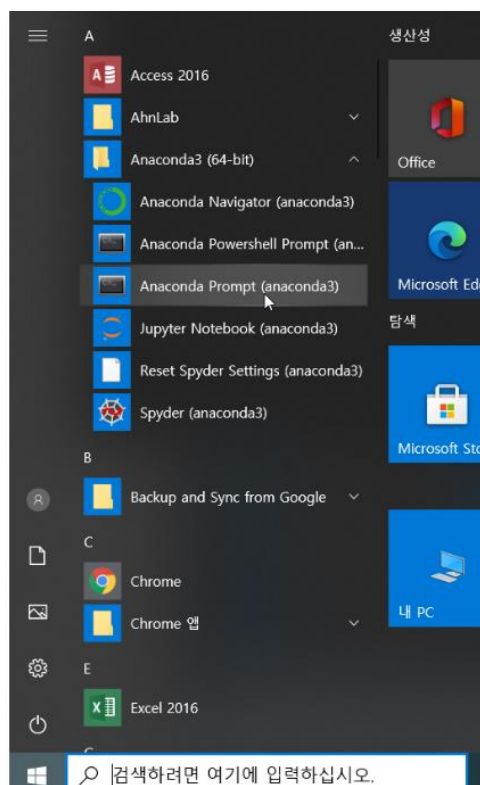 A
Access 2016
AhnLab
Anaconda3 (64-bit)
Anaconda Navigator (anaconda3)
Anaconda Powershell Prompt (an...
Anaconda Prompt (anaconda3)
Jupyter Notebook (anaconda3)
Reset Spyder Settings (anaconda3)
Spyder (anaconda3)
B
Backup and Sync from Google
C
Chrome
Chrome 앱
E
Excel 2016
생산성
Office
Microsoft Ed
탐색
Microsoft Sto
내 PC
검색하려면 여기에 입력하십시오.